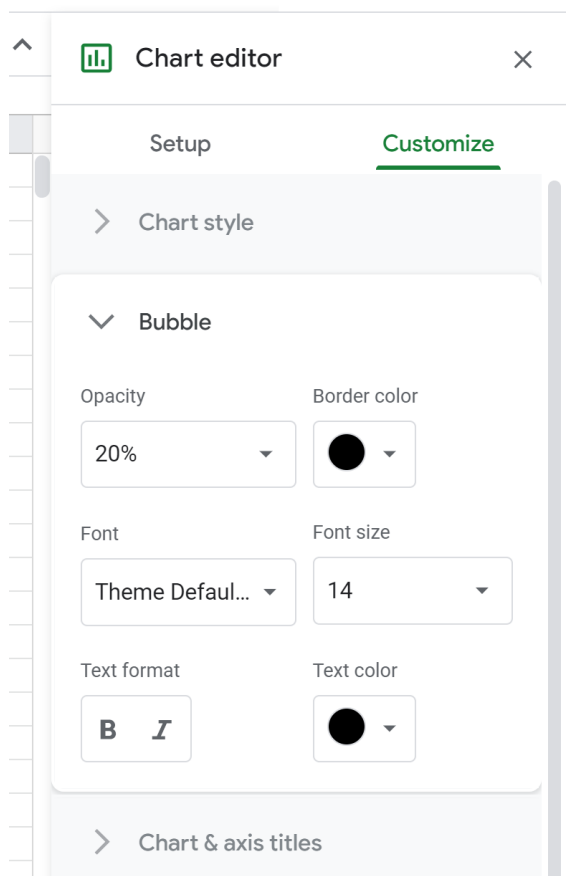 Chart editor
Setup Customize
Chart style
Bubble
Opacity Border color
20%
Font Font size
Theme Defaul... 14
Text format Text color
B I
Chart & axis titles